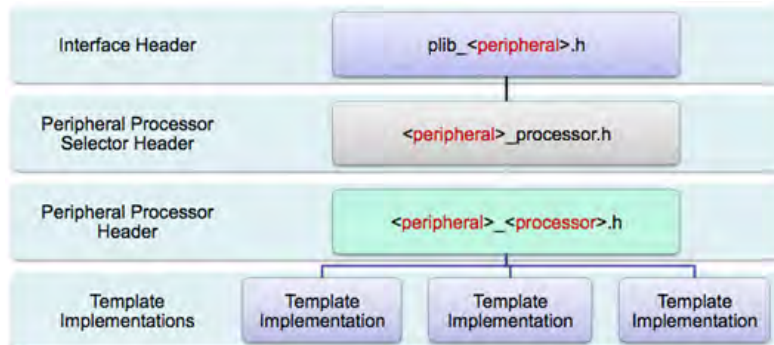 Interface Header
plib_<peripheral>.h
Peripheral Processor
Selector Header
<peripheral>_processor.h
Peripheral Processor
Header
<peripheral>_<processor>.h
Template
Implementations
Template
Implementation
Template
Implementation
Template
Implementation